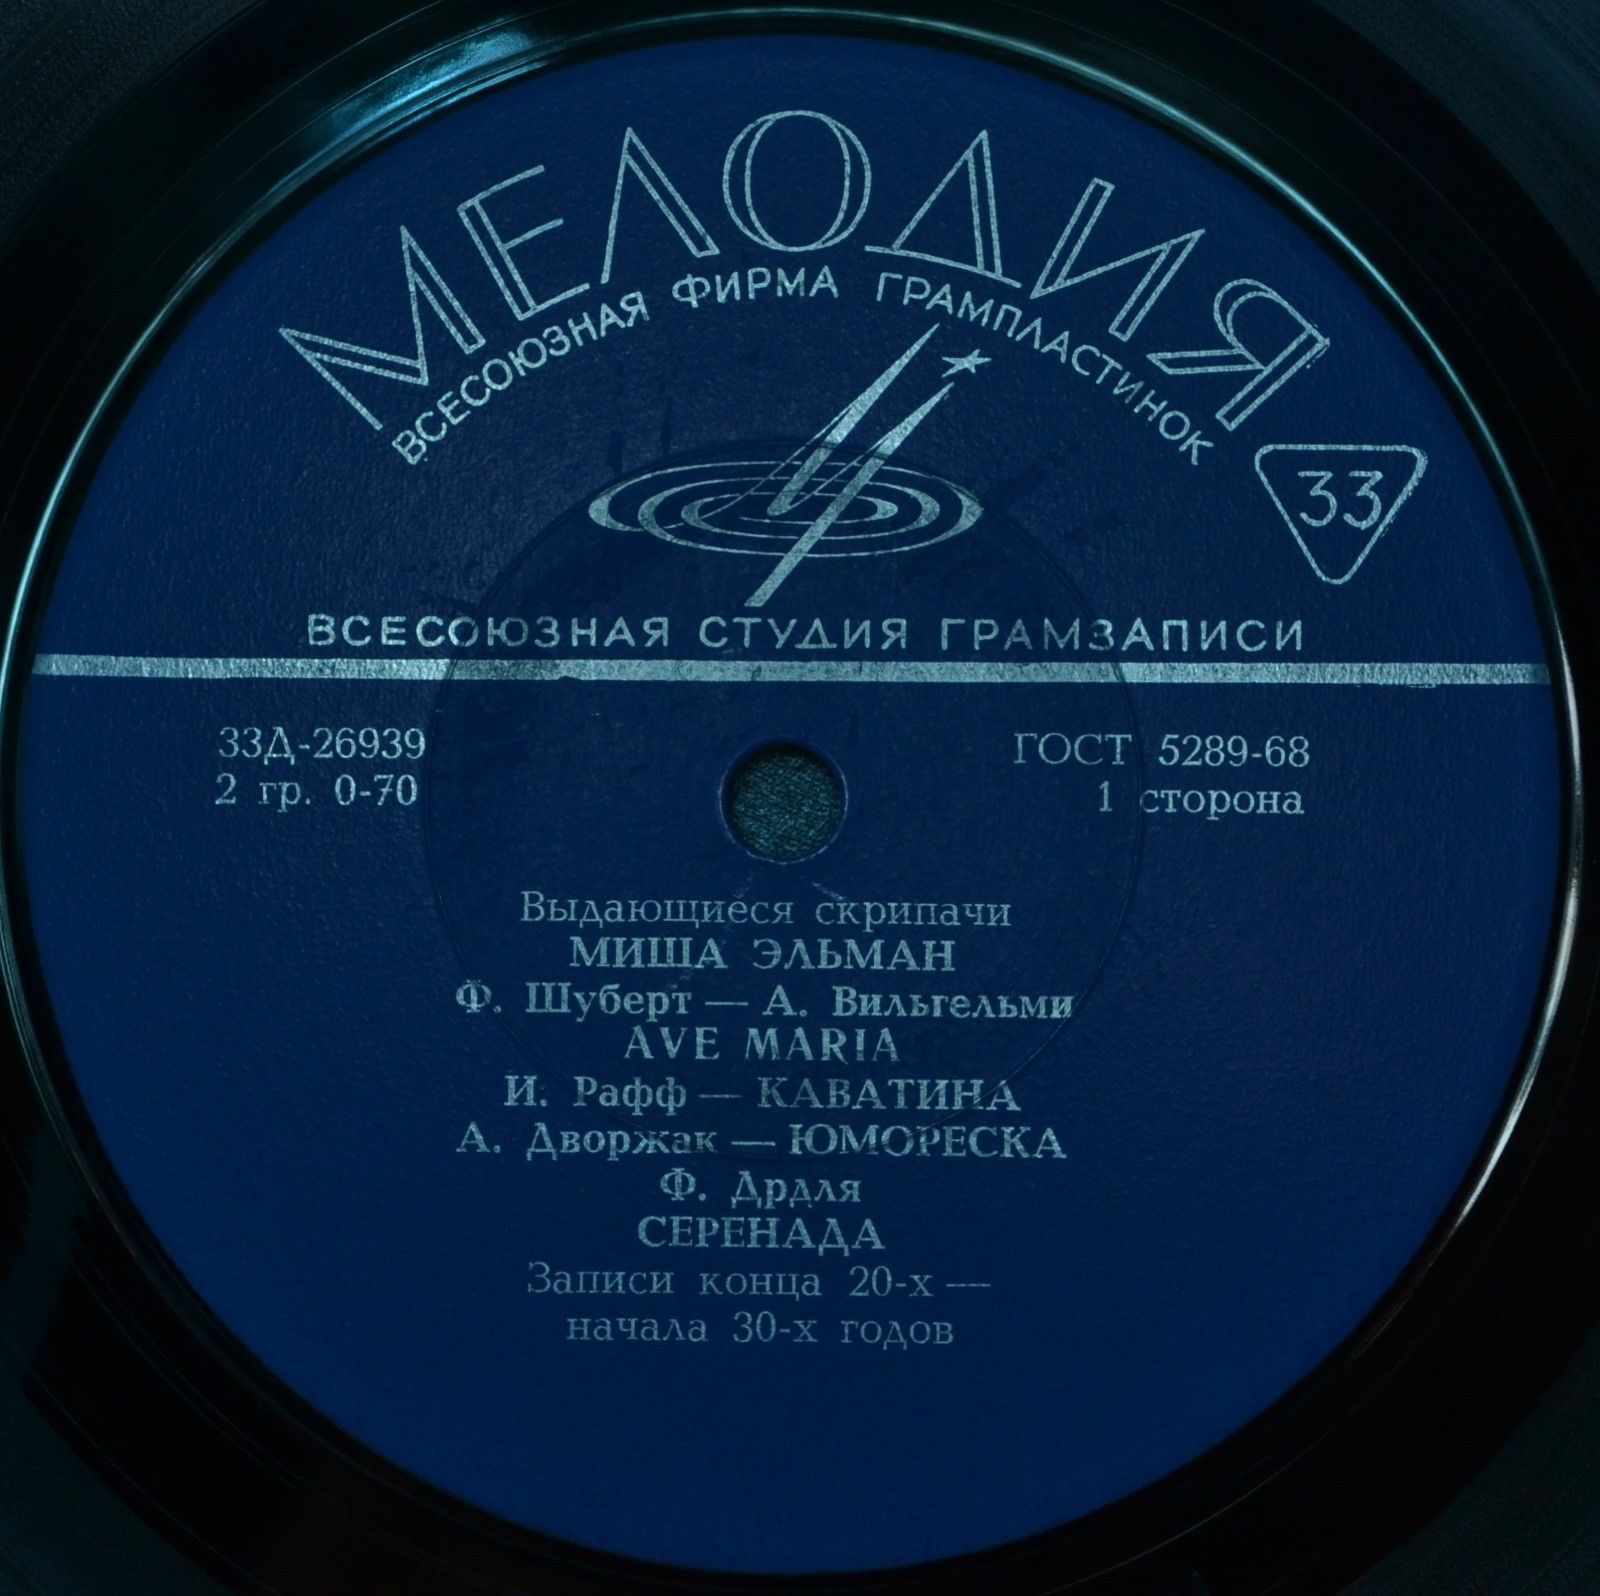 МЕЛОДИЯ
ВСЕСОЮЗНАЯ ФИРМА ГРАМПЛАСТИНОК
33
ВСЕСОЮЗНАЯ СТУДИЯ ГРАМЗАПИСИ
33Д-26939
2 гр. 0-70
ГОСТ 5289-68
1 сторона
Выдающиеся скрипачи
МИША ЭЛЬМАН
Ф. Шуберт — А. Вильгельми
AVE MARIA
И. Рафф — КАВАТИНА
А. Дворжак — ЮМОРЕСКА
Ф. Дрдля
СЕРЕНАДА
Записи конца 20-х —
начала 30-х годов